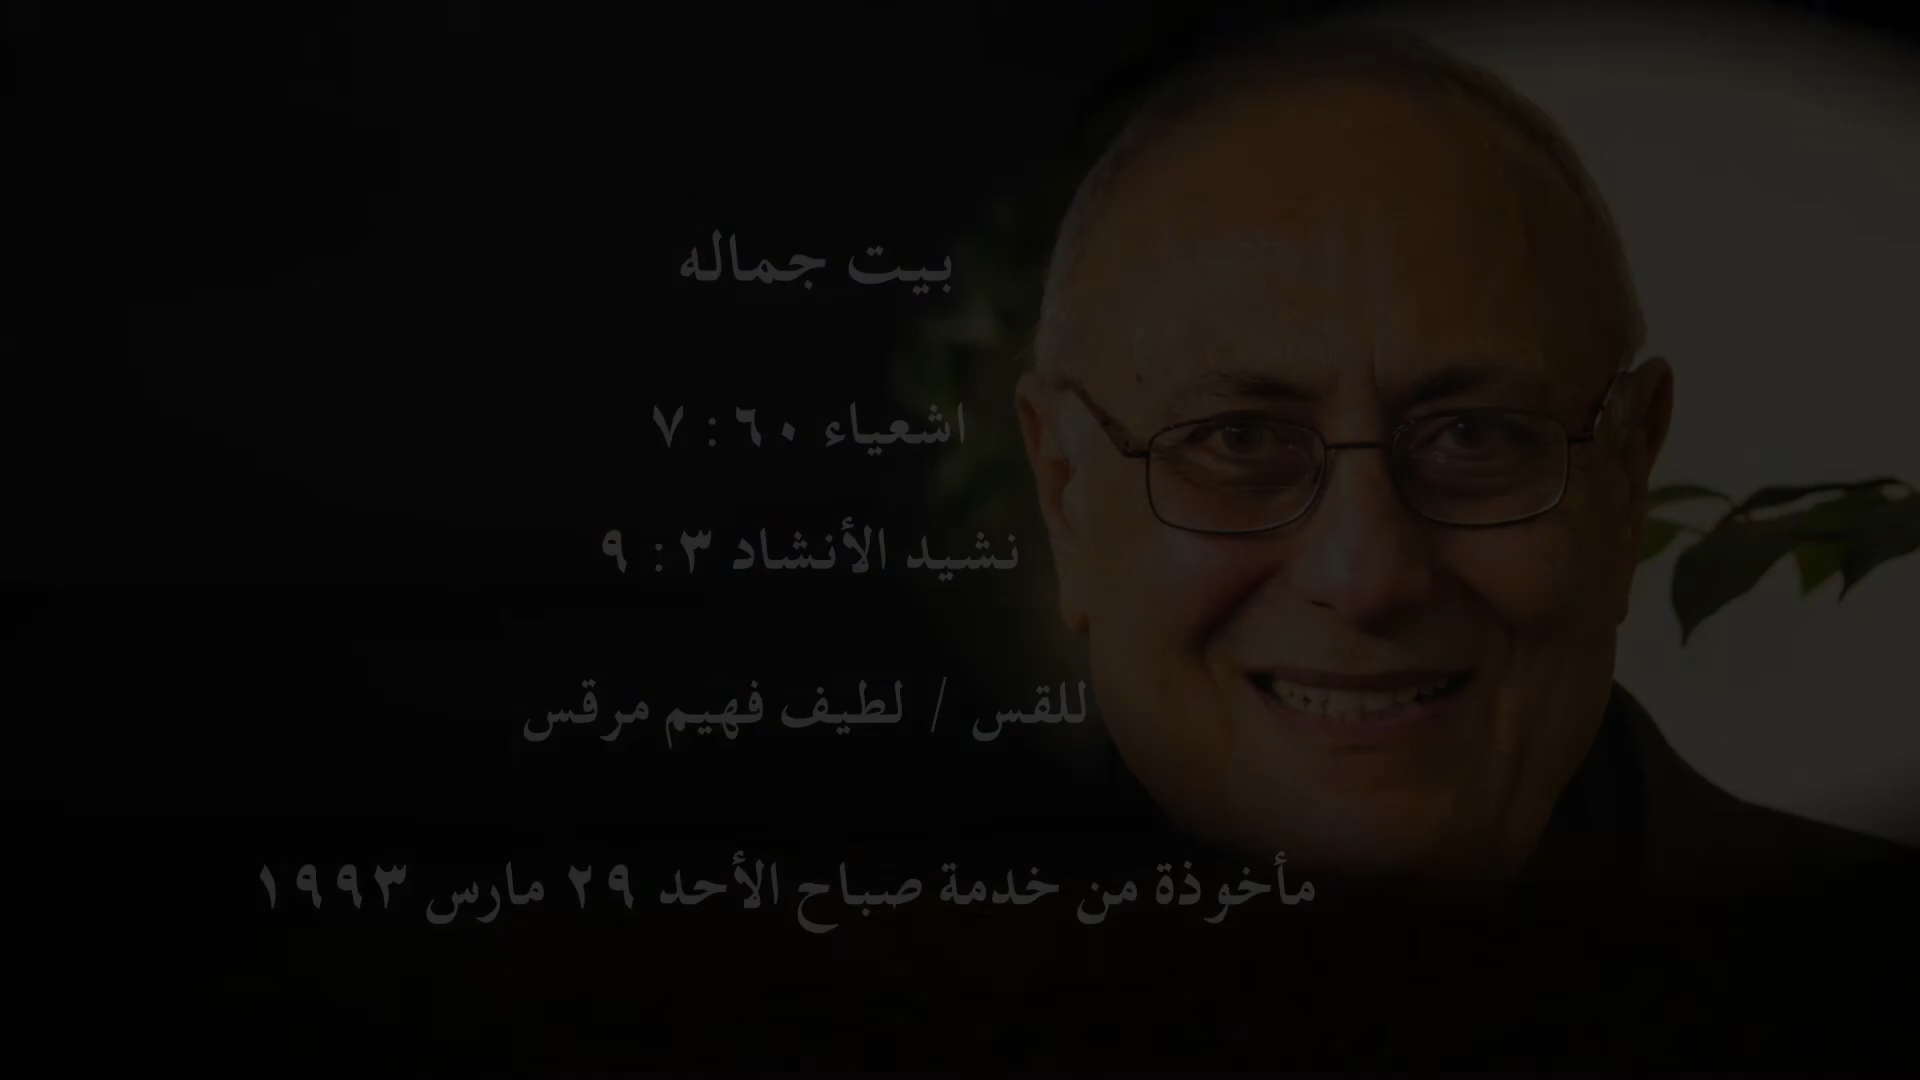 بيت جماله
اشعياء ٦٠ : ٧
نشيد الأنشاد ٣ : ٩
للقس / لطيف فهيم مرقس
مأخوذة من خدمة صباح الأحد ٢٩ مارس ١٩٩٣